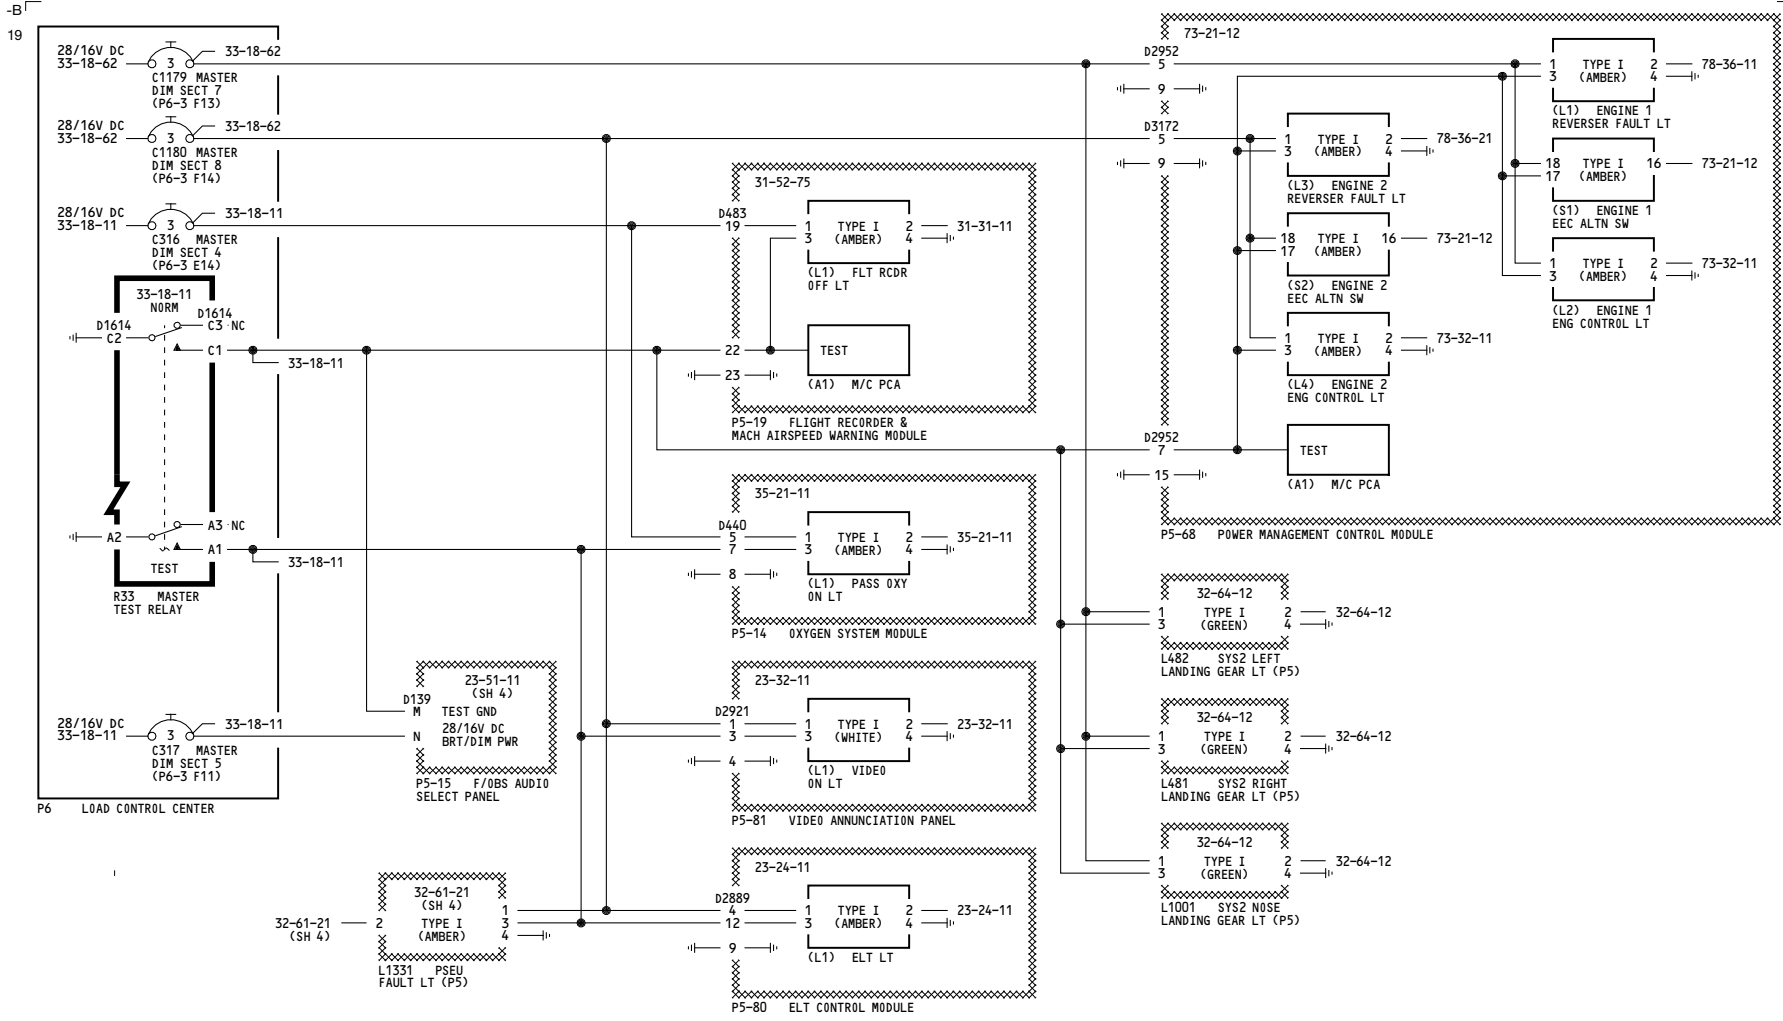 -B
19
28/16V DC
33-18-62
3
33-18-62
C1179 MASTER
DIM SECT 7
(P6-3 F13)
28/16V DC
33-18-62
3
33-18-62
C1180 MASTER
DIM SECT 8
(P6-3 F14)
28/16V DC
33-18-11
3
33-18-11
C316 MASTER
DIM SECT 4
(P6-3 E14)
33-18-11
NORM
D1614
C2
D1614
C3 NC
C1
33-18-11
A2
A3 NC
A1
33-18-11
TEST
R33 MASTER
TEST RELAY
28/16V DC
33-18-11
3
33-18-11
C317 MASTER
DIM SECT 5
(P6-3 F11)
P6 LOAD CONTROL CENTER
23-51-11
(SH 4)
D139
M TEST GND
N 28/16V DC
BRT/DIM PWR
P5-15 F/OBS AUDIO
SELECT PANEL
32-61-21
(SH 4)
32-61-21
(SH 4)
2 TYPE I
(AMBER)
1
3
4
L1331 PSEU
FAULT LT (P5)
31-52-75
D483
19
1 TYPE I 2
3 (AMBER) 4
31-31-11
(L1) FLT RCDR
OFF LT
22
TEST
23
(A1) M/C PCA
P5-19 FLIGHT RECORDER &
MACH AIRSPEED WARNING MODULE
35-21-11
D440
5
7
1 TYPE I 2
3 (AMBER) 4
35-21-11
8
(L1) PASS OXY
ON LT
P5-14 OXYGEN SYSTEM MODULE
23-32-11
D2921
1
3
1 TYPE I 2
3 (WHITE) 4
23-32-11
4
(L1) VIDEO
ON LT
P5-81 VIDEO ANNUNCIATION PANEL
23-24-11
D2889
4
12
1 TYPE I 2
3 (AMBER) 4
23-24-11
9
(L1) ELT LT
P5-80 ELT CONTROL MODULE
73-21-12
D2952
5
9
D3172
5
9
1 TYPE I 2
3 (AMBER) 4
78-36-11
(L1) ENGINE 1
REVERSER FAULT LT
1 TYPE I 2
3 (AMBER) 4
78-36-21
(L3) ENGINE 2
REVERSER FAULT LT
18 TYPE I 16
17 (AMBER)
73-21-12
(S1) ENGINE 1
EEC ALTN SW
18 TYPE I 16
17 (AMBER)
73-21-12
(S2) ENGINE 2
EEC ALTN SW
1 TYPE I 2
3 (AMBER) 4
73-32-11
(L2) ENGINE 1
ENG CONTROL LT
1 TYPE I 2
3 (AMBER) 4
73-32-11
(L4) ENGINE 2
ENG CONTROL LT
D2952
7
TEST
15
(A1) M/C PCA
P5-68 POWER MANAGEMENT CONTROL MODULE
32-64-12
1 TYPE I 2
3 (GREEN) 4
32-64-12
L482 SYS2 LEFT
LANDING GEAR LT (P5)
32-64-12
1 TYPE I 2
3 (GREEN) 4
32-64-12
L481 SYS2 RIGHT
LANDING GEAR LT (P5)
32-64-12
1 TYPE I 2
3 (GREEN) 4
32-64-12
L1001 SYS2 NOSE
LANDING GEAR LT (P5)